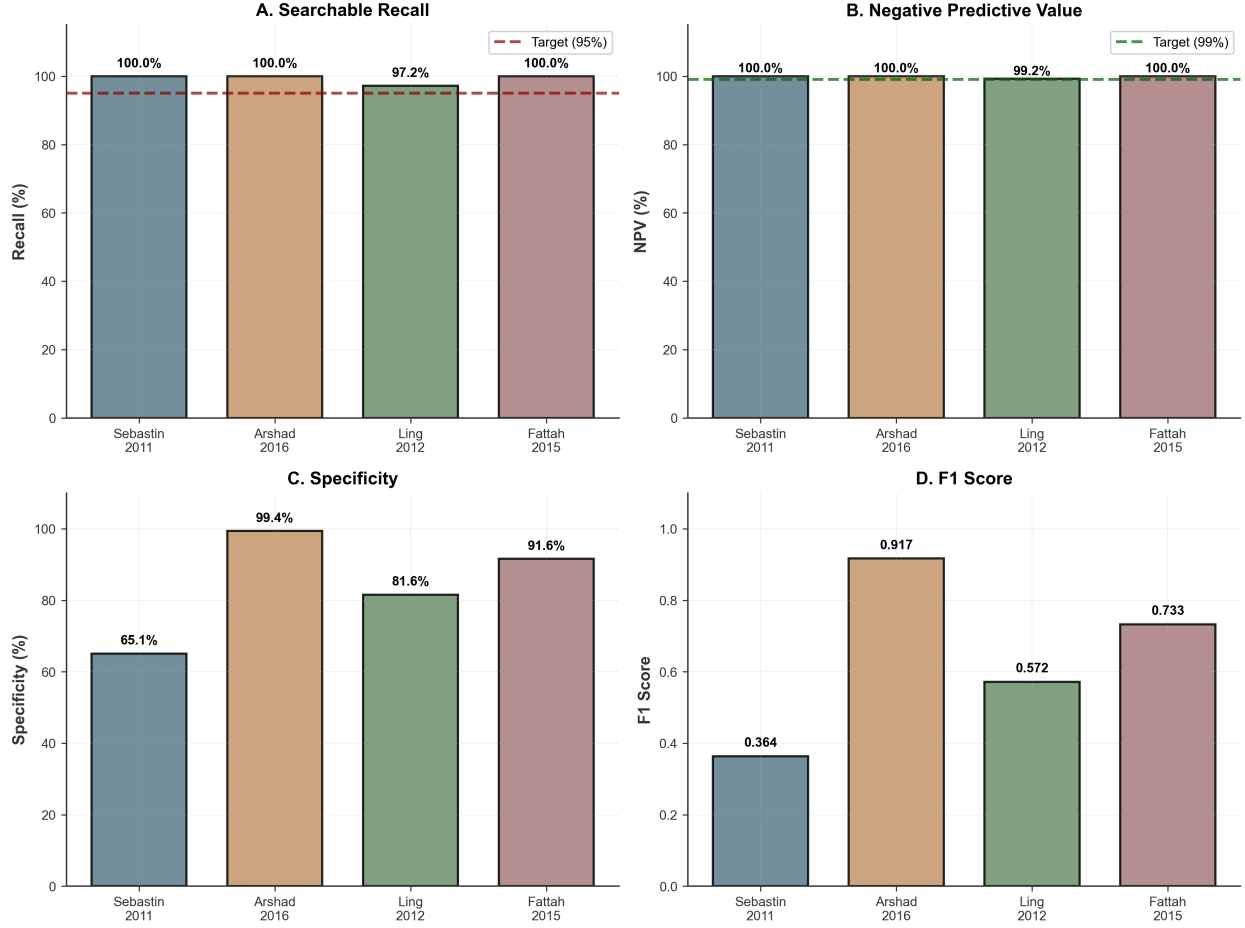 A. Searchable Recall
Target (95%)
100.0%
100.0%
97.2%
100.0%
100
80
60
40
20
0
Recall (%)
Sebastin
2011
Arshad
2016
Ling
2012
Fattah
2015
B. Negative Predictive Value
Target (99%)
100.0%
100.0%
99.2%
100.0%
100
80
60
40
20
0
NPV (%)
Sebastin
2011
Arshad
2016
Ling
2012
Fattah
2015
C. Specificity
65.1%
99.4%
81.6%
91.6%
100
80
60
40
20
0
Specificity (%)
Sebastin
2011
Arshad
2016
Ling
2012
Fattah
2015
D. F1 Score
0.364
0.917
0.572
0.733
1.0
0.8
0.6
0.4
0.2
0.0
F1 Score
Sebastin
2011
Arshad
2016
Ling
2012
Fattah
2015